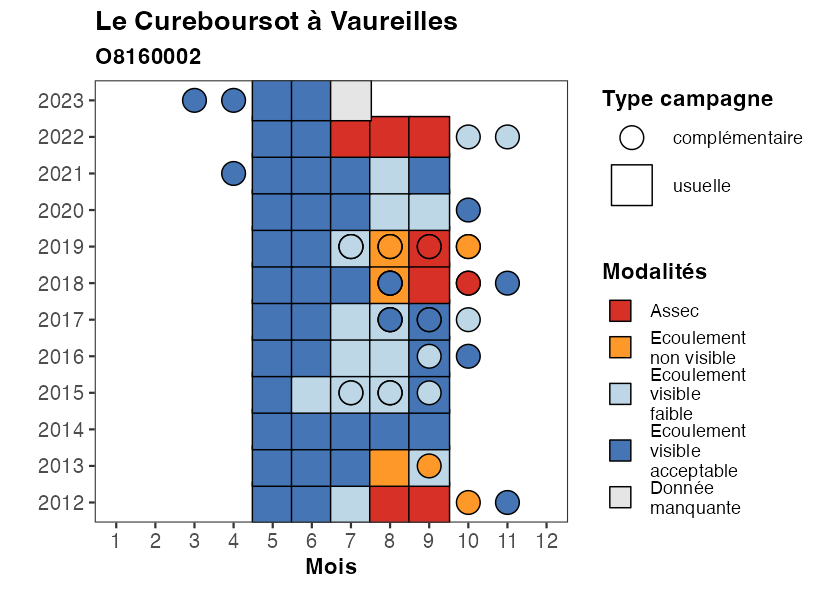 Le Cureboursot à Vaureilles
O8160002
2023
2022
2021
2020
2019
2018
2017
2016
2015
2014
2013
2012
1 2 3 4 5 6 7 8 9 10 11 12
Mois
Type campagne
complémentaire
usuelle
Modalités
Assec
Ecoulement
non visible
Ecoulement
visible
faible
Ecoulement
visible
acceptable
Donnée
manquante